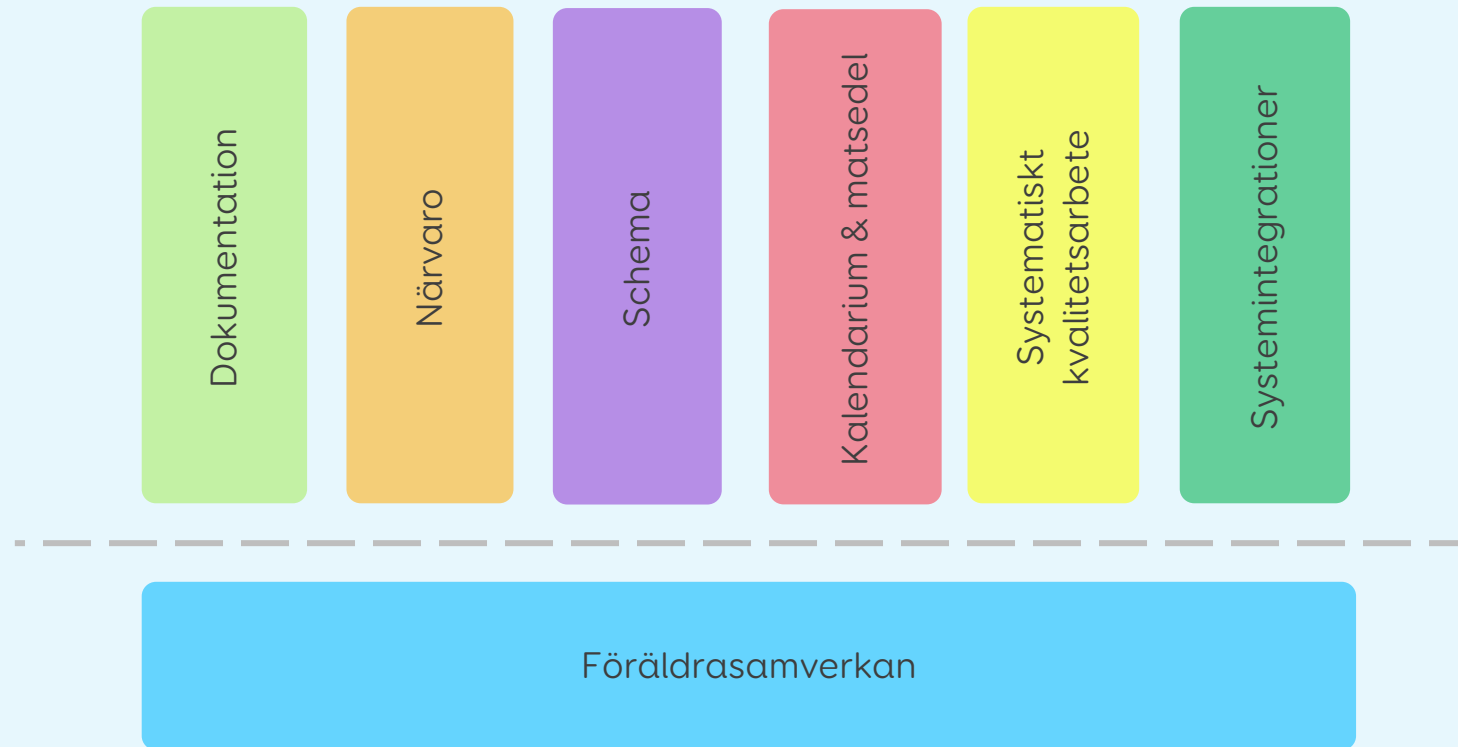 Dokumentation
Närvaro
Schema
Kalendarium & matsedel
Systematiskt
kvalitetsarbete
Systemintegrationer
Föräldrasamverkan